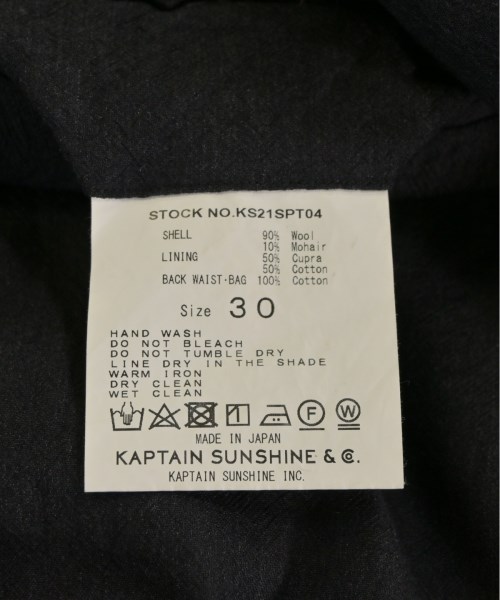 STOCK NO.KS21SPT04
SHELL 90% Wool
10% Mohair
LINING 50% Cupra
50% Cotton
BACK WAIST-BAG 100% Cotton
Size 30
HAND WASH
DO NOT BLEACH
DO NOT TUMBLE DRY
LINE DRY IN THE SHADE
WARM IRON
DRY CLEAN
WET CLEAN
F W
MADE IN JAPAN
KAPTAIN SUNSHINE & Co.
KAPTAIN SUNSHINE INC.